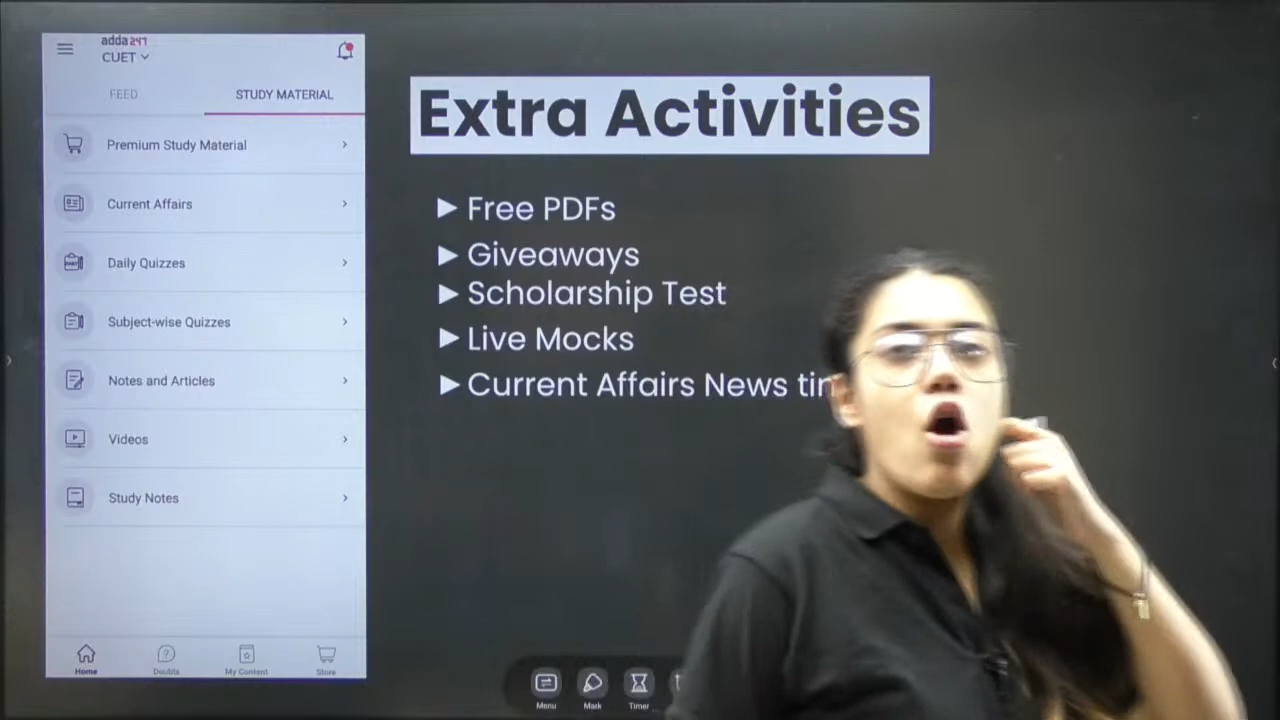 adda247
CUET
FEED
STUDY MATERIAL
Premium Study Material
Current Affairs
Daily Quizzes
Subject-wise Quizzes
Notes and Articles
Videos
Study Notes
Home
Doubts
My Content
Store
Extra Activities
Free PDFs
Giveaways
Scholarship Test
Live Mocks
Current Affairs News
Menu
Mark
Timer